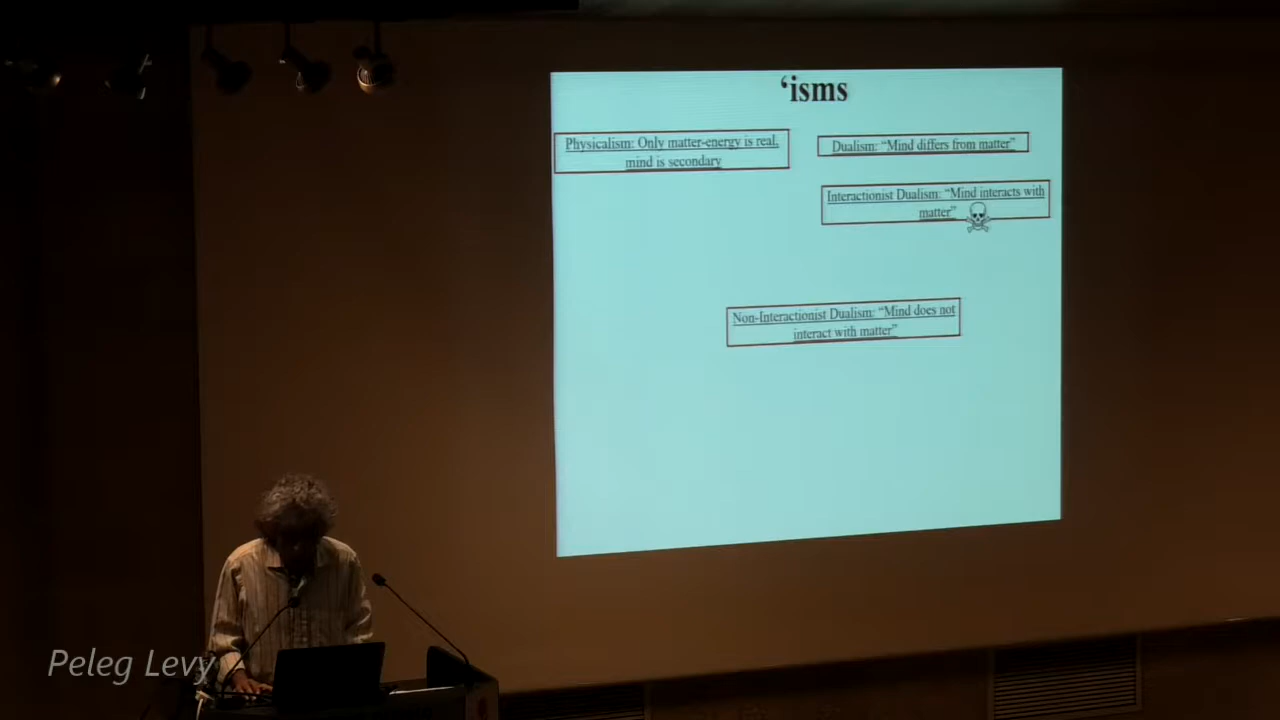 ‘isms
Physicalism: Only matter-energy is real,
mind is secondary
Dualism: “Mind differs from matter”
Interactionist Dualism: “Mind interacts with
matter”
Non-Interactionist Dualism: “Mind does not
interact with matter”
Peleg Levy